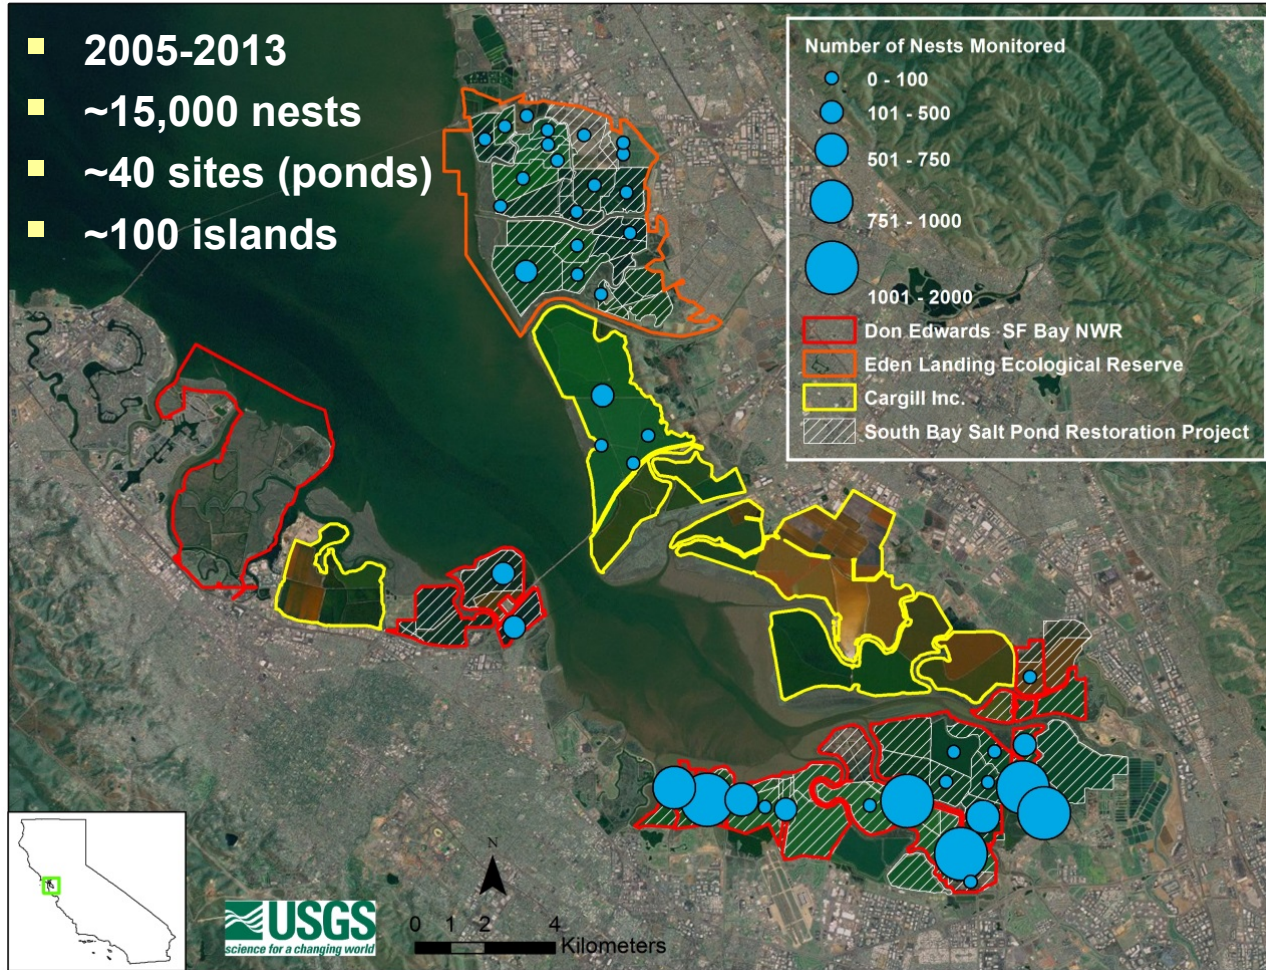 2005-2013
~15,000 nests
~40 sites (ponds)
~100 islands
Number of Nests Monitored
0 - 100
101 - 500
501 - 750
751 - 1000
1001 - 2000
Don Edwards SF Bay NWR
Eden Landing Ecological Reserve
Cargill Inc.
South Bay Salt Pond Restoration Project
N
USGS
science for a changing world
0 1 2 4
Kilometers